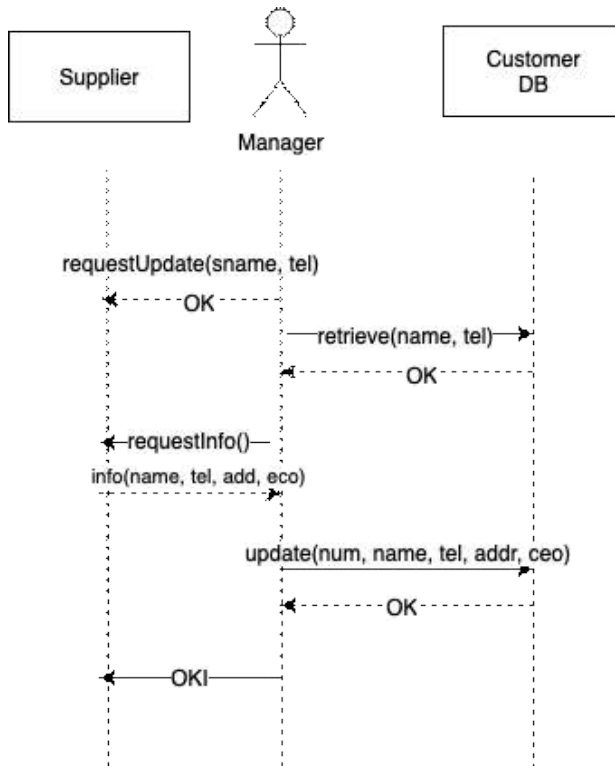 Supplier
Manager
Customer
DB
requestUpdate(sname, tel)
OK
retrieve(name, tel)
OK
requestInfo()
info(name, tel, add, eco)
update(num, name, tel, addr, ceo)
OK
OKI